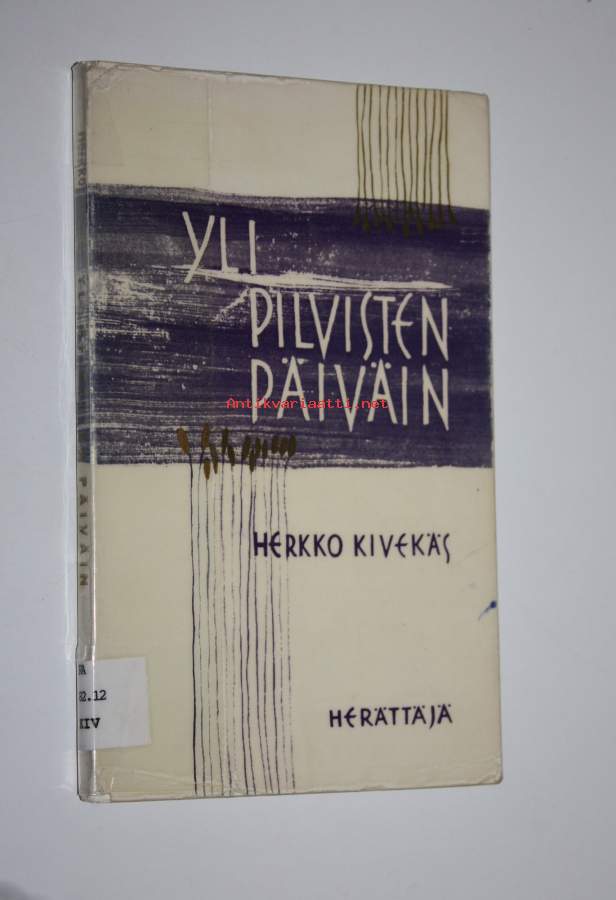 YLI
PILVISTEN
PÄIVÄIN
Antikvariaatti.net
HERKKO KIVEKÄS
HERÄTTÄJÄ
PÄIVÄIN
82.12
KIV